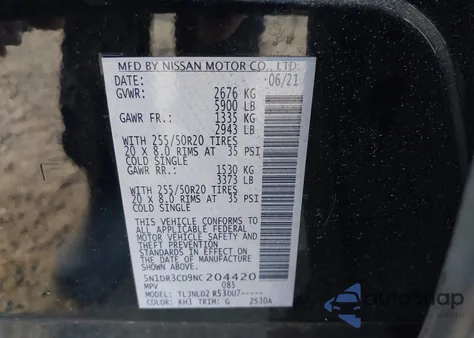 MFD BY NISSAN MOTOR CO., LTD.
DATE: 06/21
GVWR: 2676 KG
5900 LB
GAWR FR.: 1335 KG
2943 LB
WITH 255/50R20 TIRES
20 X 8.0 RIMS AT 35 PSI
COLD SINGLE
GAWR RR.: 1530 KG
3373 LB
WITH 255/50R20 TIRES
20 X 8.0 RIMS AT 35 PSI
COLD SINGLE
THIS VEHICLE CONFORMS TO
ALL APPLICABLE FEDERAL
MOTOR VEHICLE SAFETY AND
THEFT PREVENTION
STANDARDS IN EFFECT ON
THE DATE OF MANUFACTURE
SHOWN ABOVE.
5N1DR3CD9NC204420
MPV 085
MODEL: TLJNLD2 R53DU7-----
COLOR: KH3 TRIM: G 2530A
AutoSnap